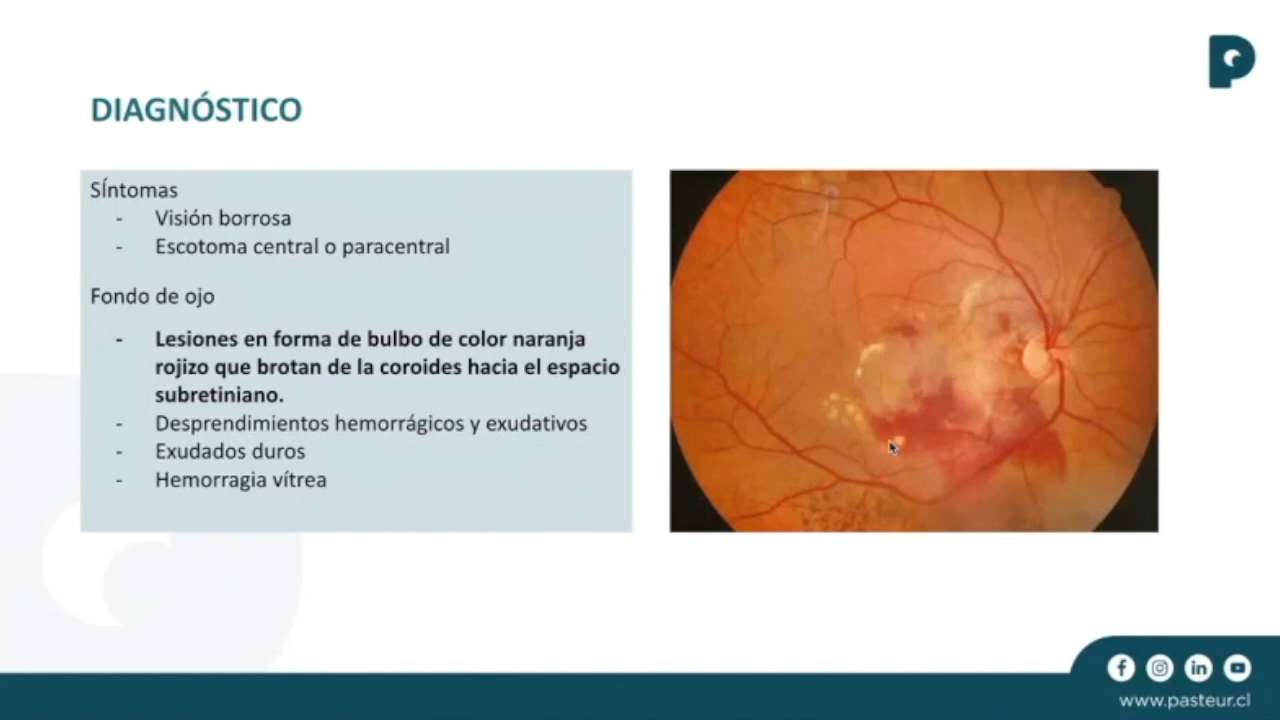 DIAGNÓSTICO
SÍntomas
- Visión borrosa
- Escotoma central o paracentral
Fondo de ojo
- Lesiones en forma de bulbo de color naranja
rojizo que brotan de la coroides hacia el espacio
subretiniano.
- Desprendimientos hemorrágicos y exudativos
- Exudados duros
- Hemorragia vítrea
www.pasteur.cl